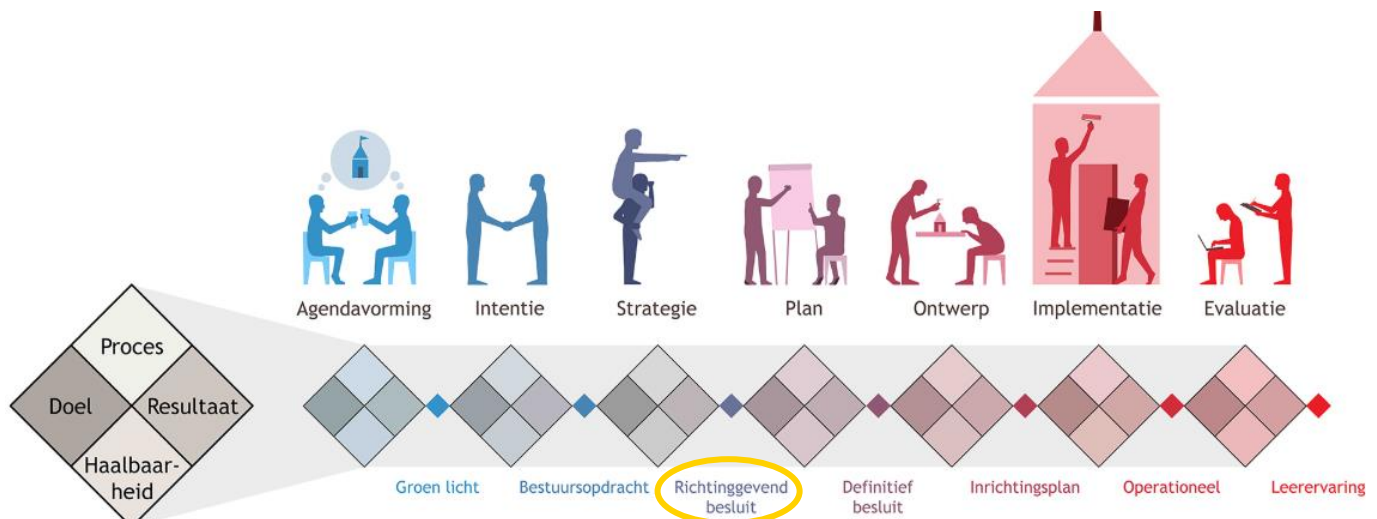 Agendavorming
Intentie
Strategie
Plan
Ontwerp
Implementatie
Evaluatie
Proces
Doel
Resultaat
Haalbaar-
heid
Groen licht
Bestuursopdracht
Richtinggevend
besluit
Definitief
besluit
Inrichtingsplan
Operationeel
Leerervaring